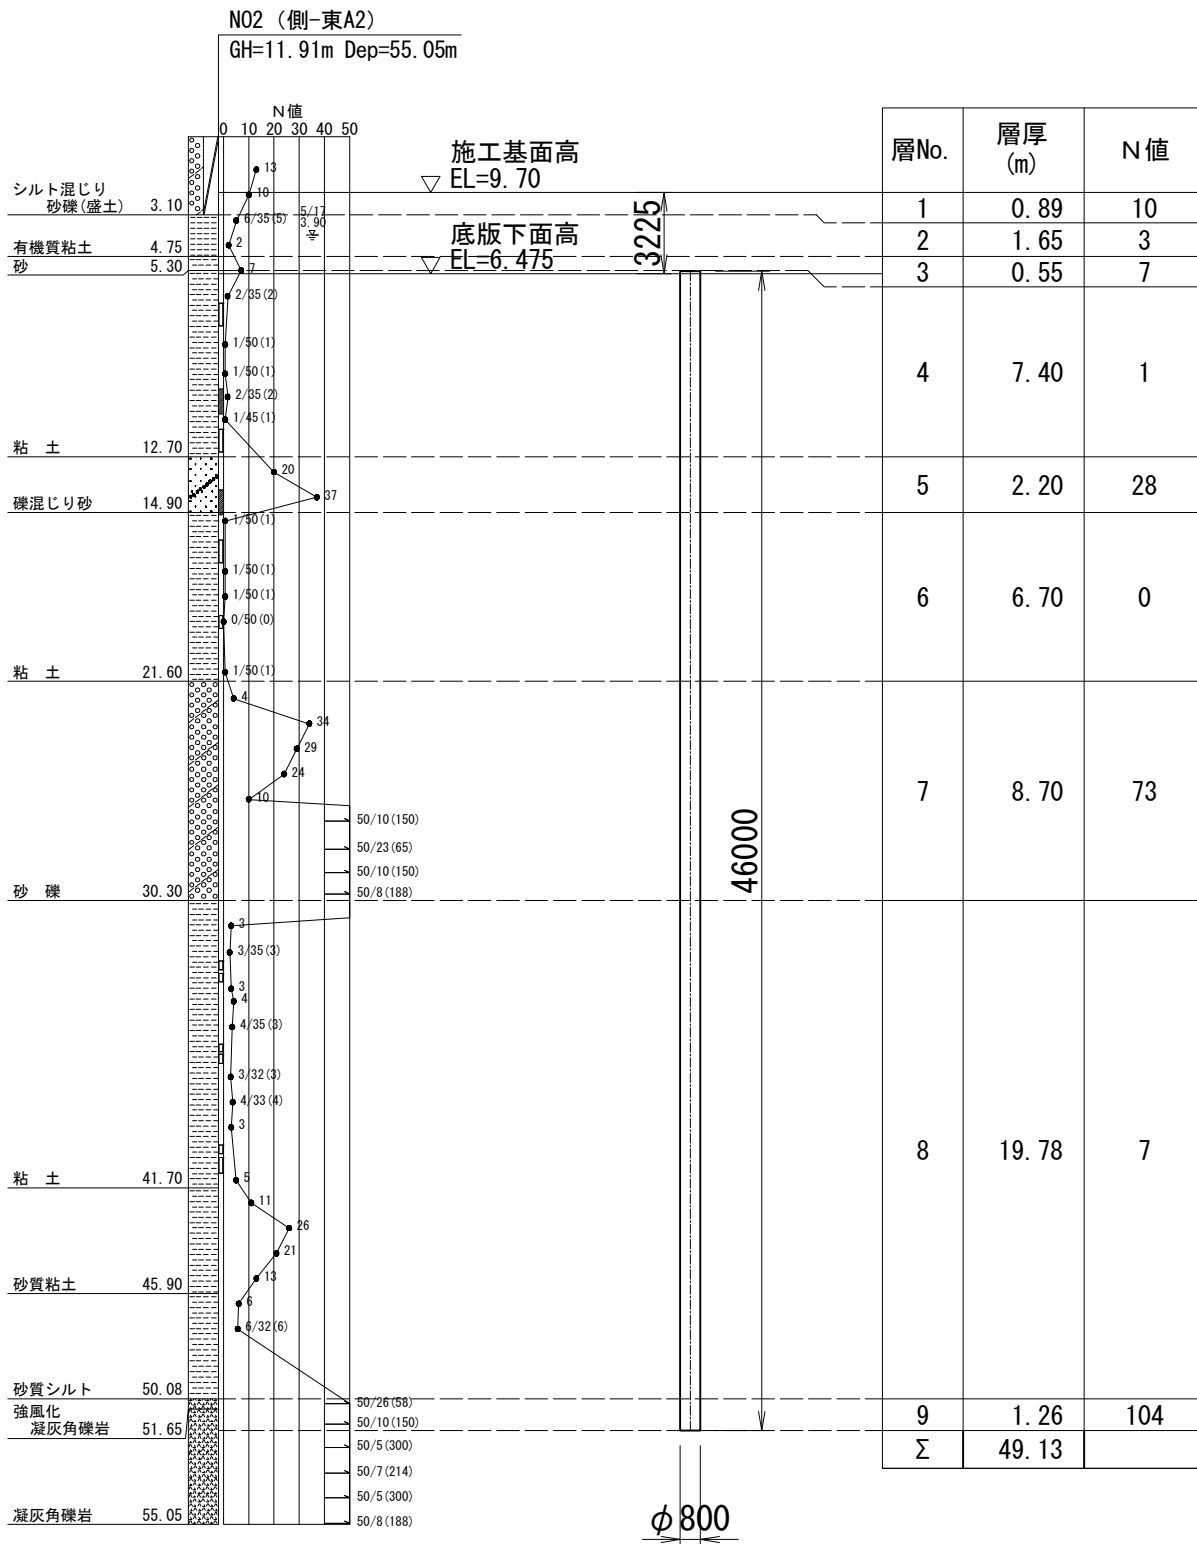 NO2 (側-東A2)
GH=11.91m Dep=55.05m
N値
0 10 20 30 40 50
施工基面高
EL=9.70
底版下面高
EL=6.475
3225
46000
φ800
シルト混じり
砂礫(盛土) 3.10
有機質粘土 4.75
砂 5.30
粘 土 12.70
礫混じり砂 14.90
粘 土 21.60
砂 礫 30.30
粘 土 41.70
砂質粘土 45.90
砂質シルト 50.08
強風化
凝灰角礫岩 51.65
凝灰角礫岩 55.05
13
10
6/35(5)
5/17
3.90
2
7
2/35(2)
1/50(1)
1/50(1)
2/35(2)
1/45(1)
20
37
1/50(1)
1/50(1)
1/50(1)
0/50(0)
1/50(1)
4
34
29
24
10
50/10(150)
50/23(65)
50/10(150)
50/8(188)
3
3/35(3)
3
4
4/35(3)
3/32(3)
4/33(4)
3
5
11
26
21
13
6
6/32(6)
50/26(58)
50/10(150)
50/5(300)
50/7(214)
50/5(300)
50/8(188)
層No. 層厚(m) N値
1 0.89 10
2 1.65 3
3 0.55 7
4 7.40 1
5 2.20 28
6 6.70 0
7 8.70 73
8 19.78 7
9 1.26 104
Σ 49.13